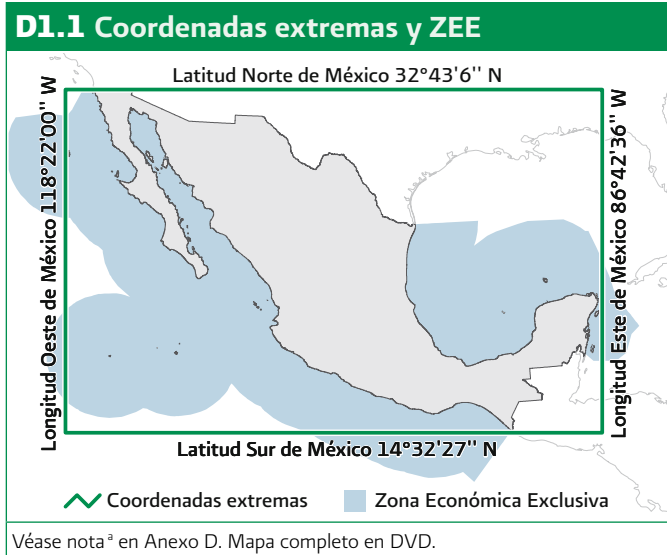 D1.1 Coordenadas extremas y ZEE
Latitud Norte de México 32°43'6'' N
Longitud Oeste de México 118°22'00'' W
Longitud Este de México 86°42'36'' W
Latitud Sur de México 14°32'27'' N
Coordenadas extremas
Zona Económica Exclusiva
Véase nota ª en Anexo D. Mapa completo en DVD.